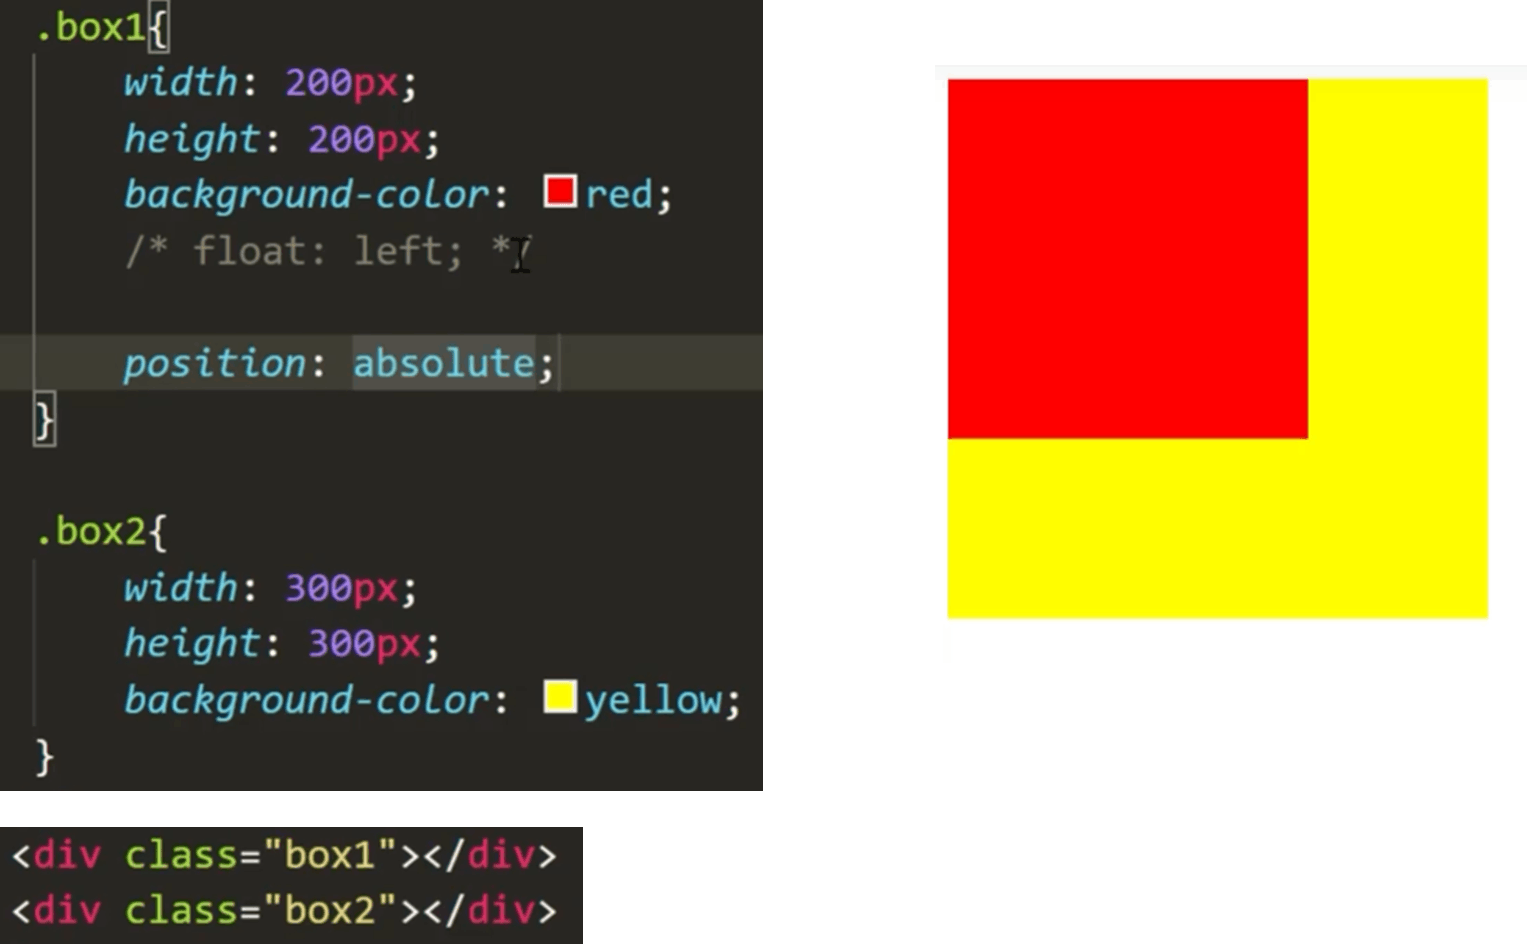 .box1{
width: 200px;
height: 200px;
background-color: red;
/* float: left; */
position: absolute;
}
.box2{
width: 300px;
height: 300px;
background-color: yellow;
}
<div class="box1"></div>
<div class="box2"></div>